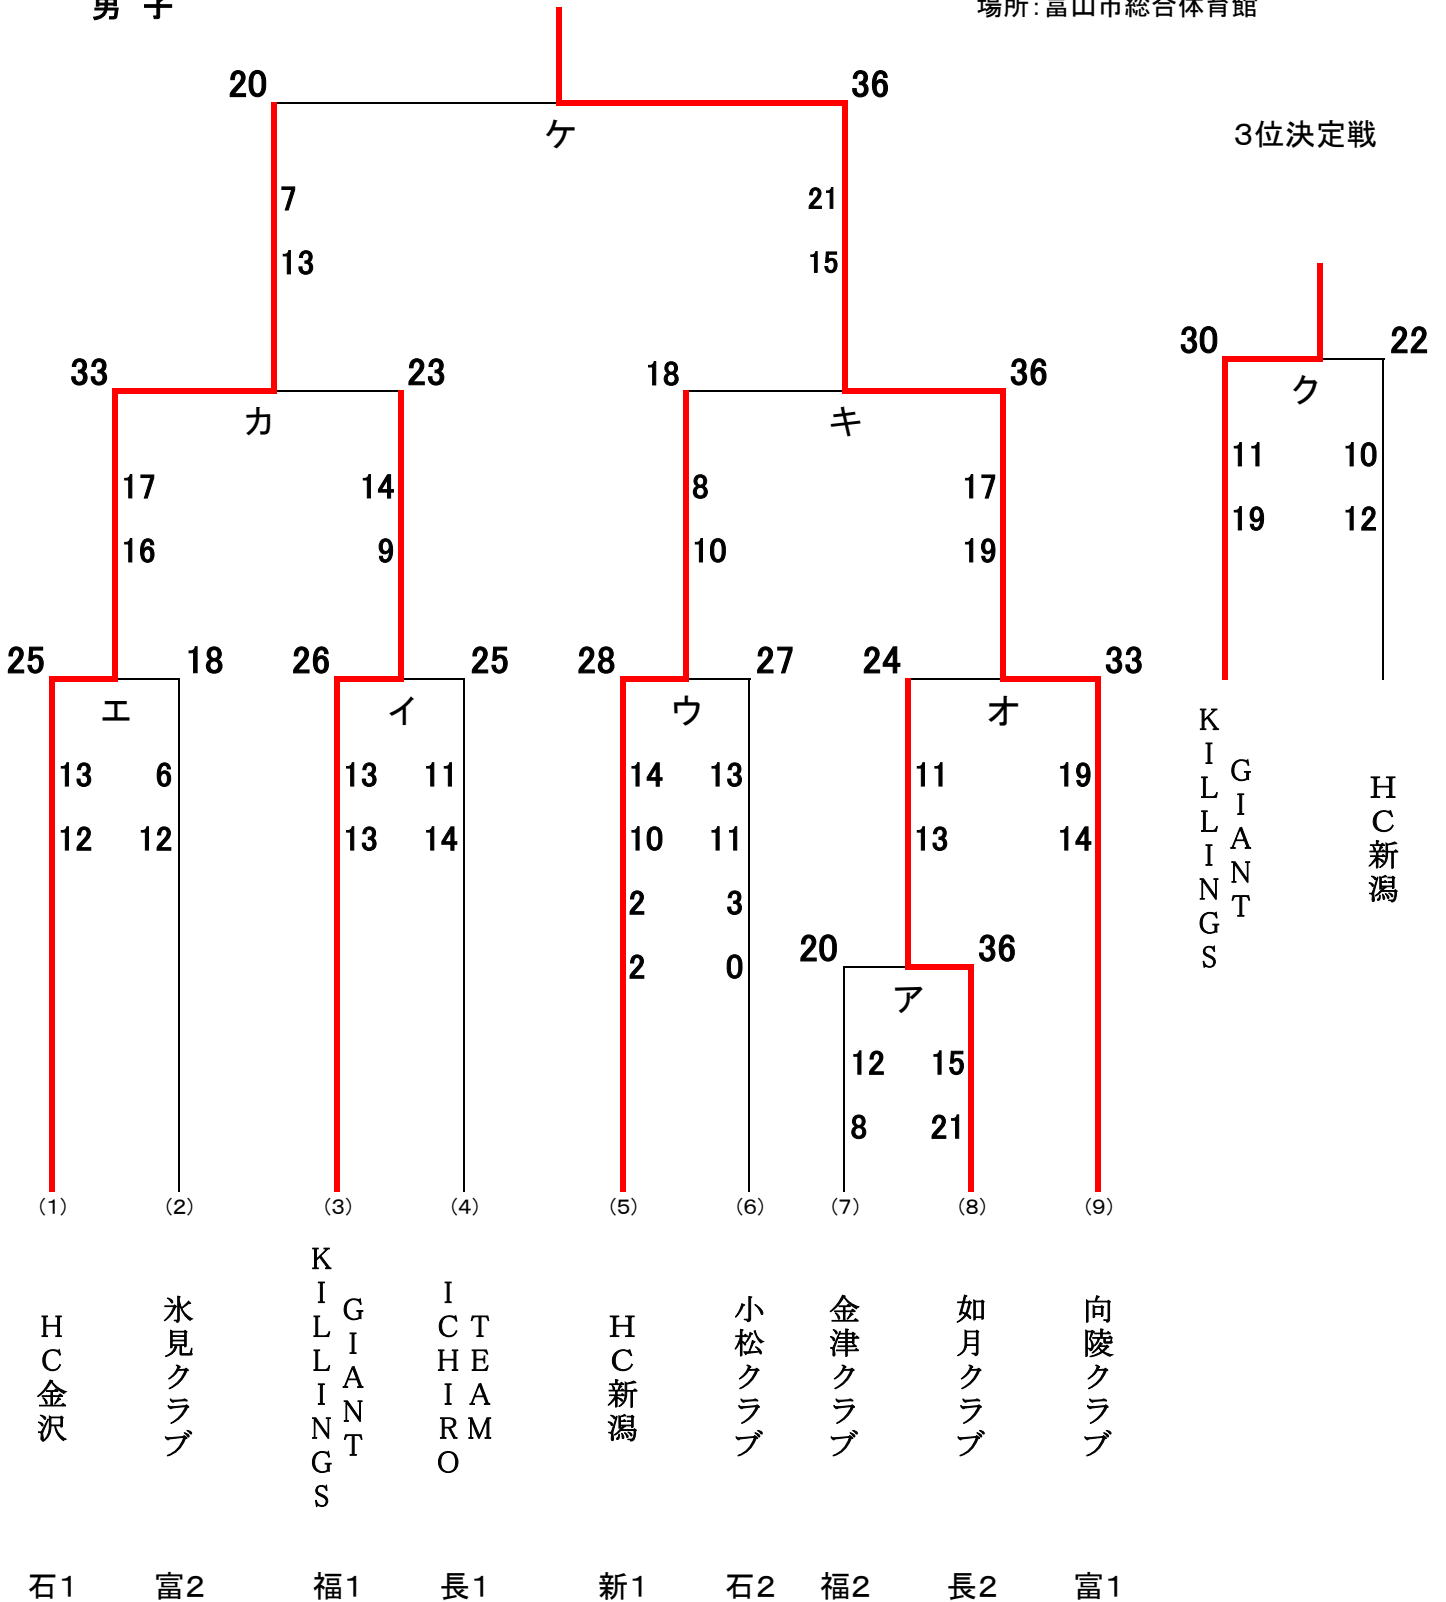 男 子
場所：富山市総合体育館
20 36
ケ
3位決定戦
7 21
13 15
30 22
ク
33 23 18 36
カ キ
11 10
17 14 8 17
19 12
16 9 10 19
25 18 26 25 28 27 24 33
エ イ ウ オ
13 6 13 11 14 13 11 19
12 12 13 14 10 11 13 14
2 3
2 0
20 36
ア
12 15
8 21
GIANT
KILLINGS
HC新潟
(1) (2) (3) (4) (5) (6) (7) (8) (9)
HC金沢
氷見クラブ
GIANT
KILLINGS
TEAM
ICHIRO
HC新潟
小松クラブ
金津クラブ
如月クラブ
向陵クラブ
石1 富2 福1 長1 新1 石2 福2 長2 富1